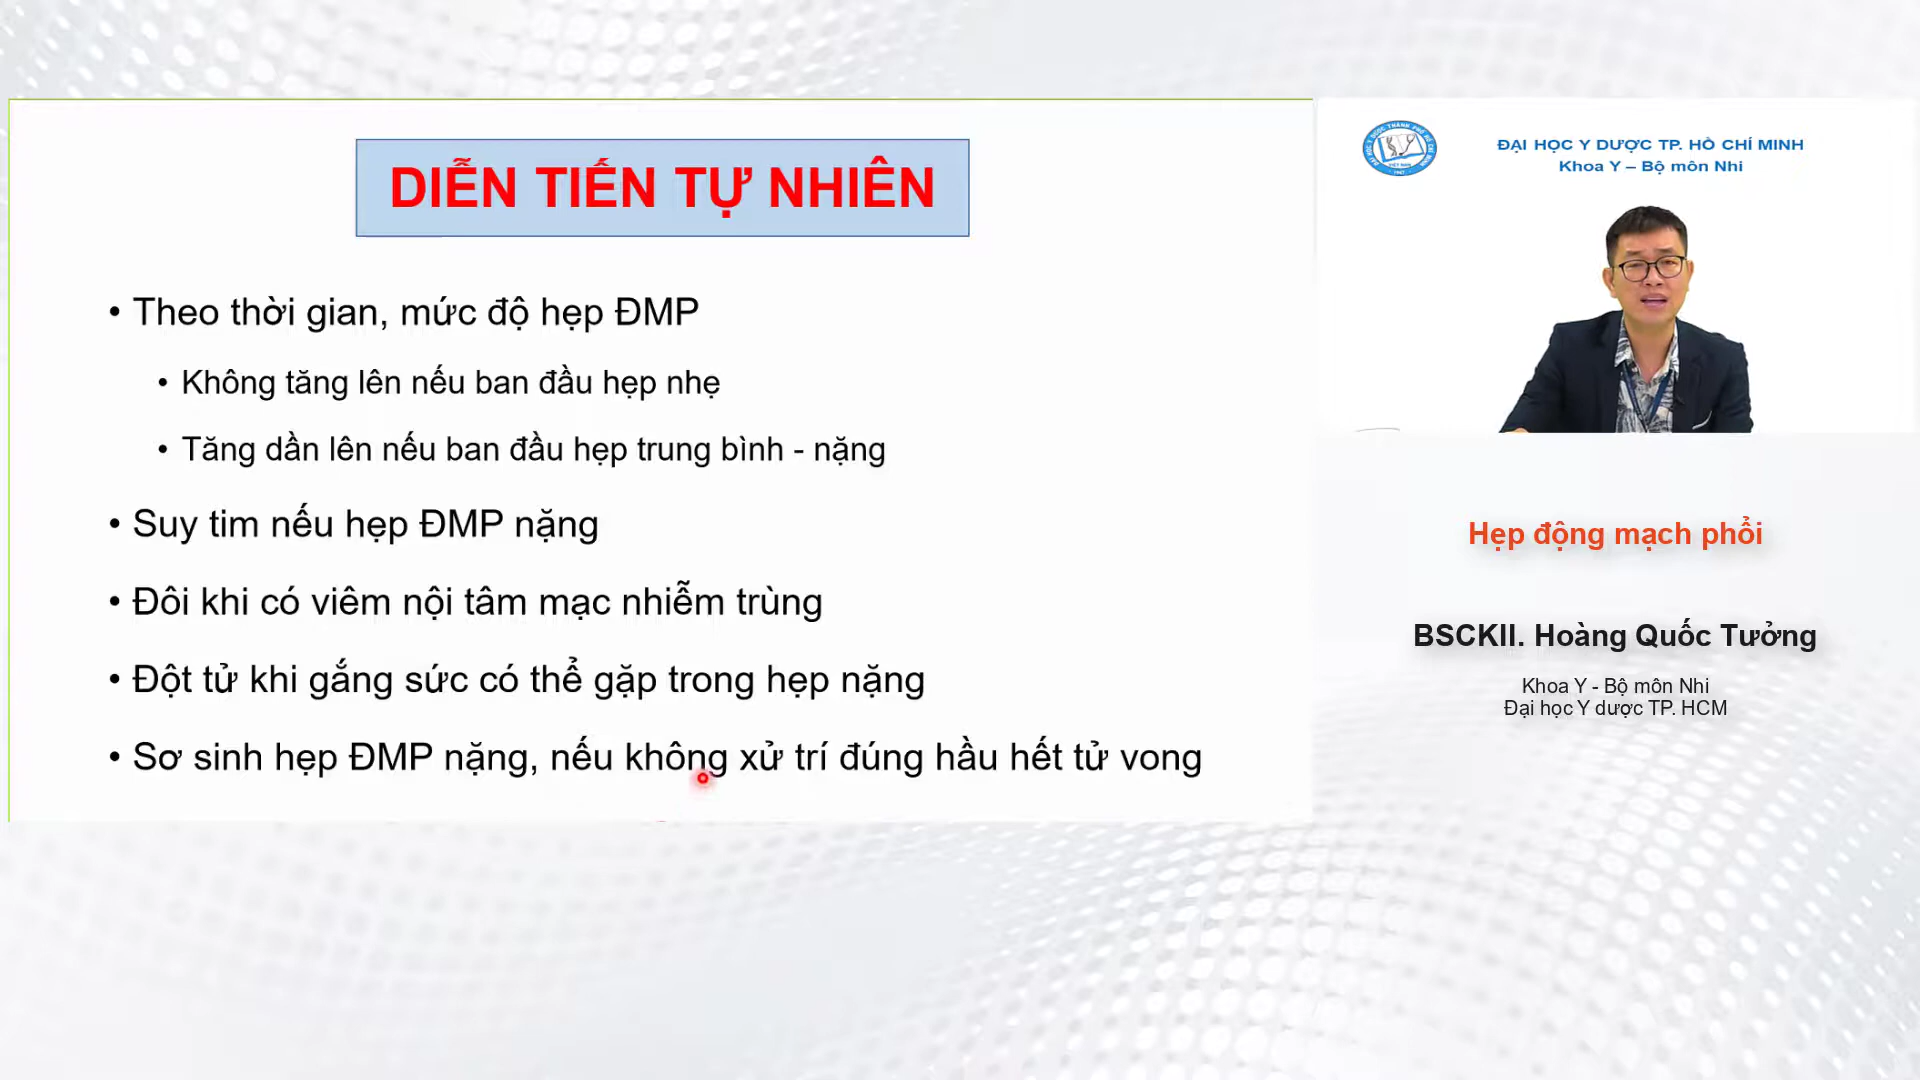 DIỄN TIẾN TỰ NHIÊN
• Theo thời gian, mức độ hẹp ĐMP
• Không tăng lên nếu ban đầu hẹp nhẹ
• Tăng dần lên nếu ban đầu hẹp trung bình - nặng
• Suy tim nếu hẹp ĐMP nặng
• Đôi khi có viêm nội tâm mạc nhiễm trùng
• Đột tử khi gắng sức có thể gặp trong hẹp nặng
• Sơ sinh hẹp ĐMP nặng, nếu không xử trí đúng hầu hết tử vong
ĐẠI HỌC Y DƯỢC TP. HỒ CHÍ MINH
Khoa Y – Bộ môn Nhi
Hẹp động mạch phổi
BSCKII. Hoàng Quốc Tưởng
Khoa Y - Bộ môn Nhi
Đại học Y dược TP. HCM